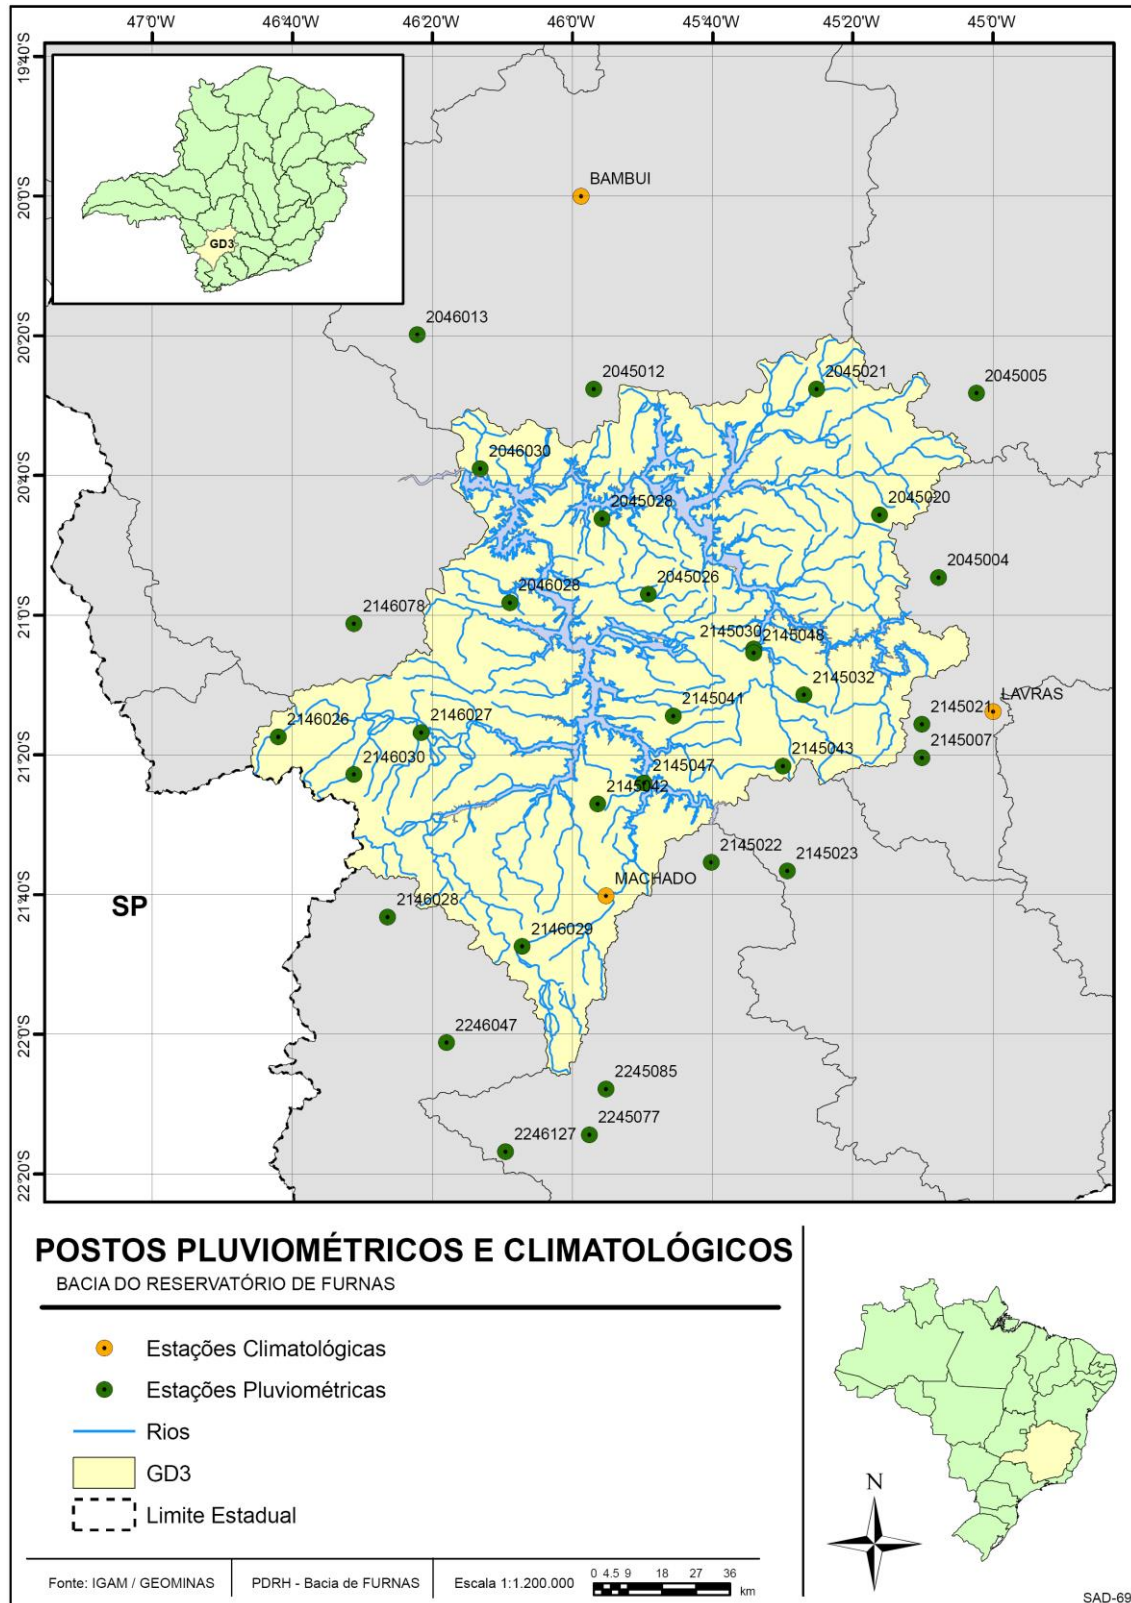 47°0'W 46°40'W 46°20'W 46°0'W 45°40'W 45°20'W 45°0'W
19°40'S
BAMBUI
20°0'S
GD3
2046013
20°20'S
2045012
2045021
2045005
2046030
20°40'S
2045028
2045020
2045004
2046028
2045026
21°0'S
2146078
2145030
2145048
2145032
LAVRAS
2145041
2145021
2146026
2146027
2145007
21°20'S
2146030
2145043
2145047
2145042
2145022
2145023
MACHADO
21°40'S
SP
2146028
2146029
22°0'S
2246047
2245085
2245077
2246127
22°20'S
POSTOS PLUVIOMÉTRICOS E CLIMATOLÓGICOS
BACIA DO RESERVATÓRIO DE FURNAS
Estações Climatológicas
Estações Pluviométricas
Rios
GD3
Limite Estadual
N
Fonte: IGAM / GEOMINAS
PDRH - Bacia de FURNAS
Escala 1:1.200.000
0 4.5 9 18 27 36
km
SAD-69